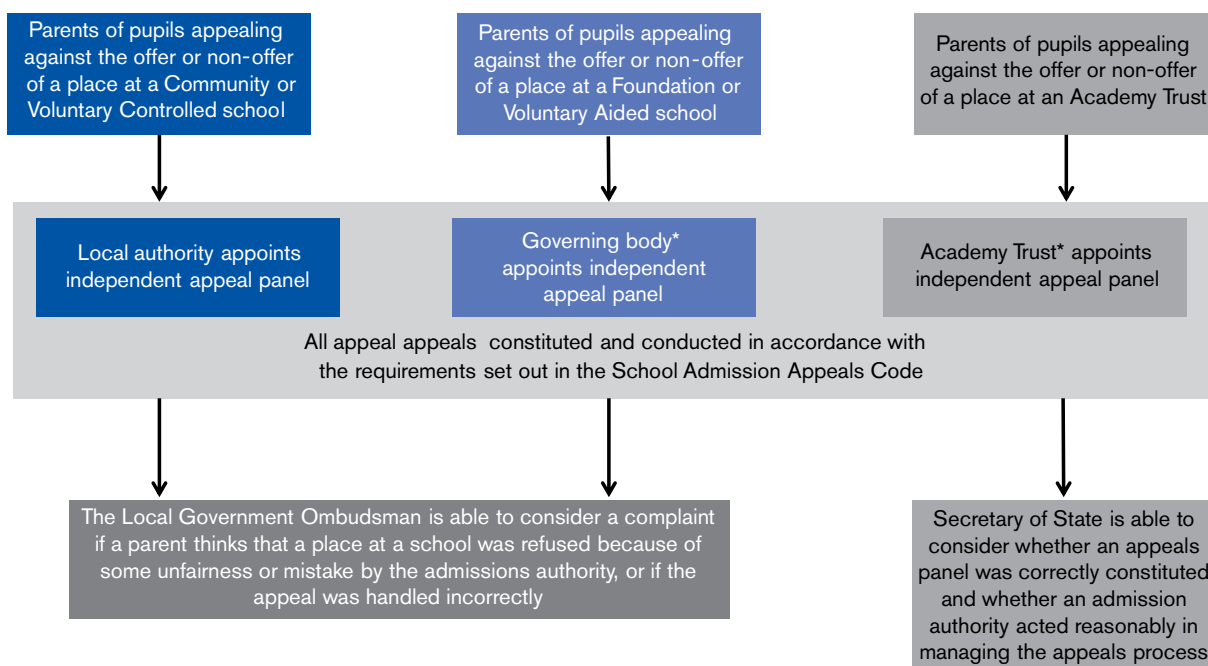 Parents of pupils appealing
against the offer or non-offer
of a place at a Community or
Voluntary Controlled school
Parents of pupils appealing
against the offer or non-offer
of a place at a Foundation or
Voluntary Aided school
Parents of pupils appealing
against the offer or non-offer
of a place at an Academy Trust
Local authority appoints
independent appeal panel
Governing body*
appoints independent
appeal panel
Academy Trust* appoints
independent appeal panel
All appeal appeals constituted and conducted in accordance with
the requirements set out in the School Admission Appeals Code
The Local Government Ombudsman is able to consider a complaint
if a parent thinks that a place at a school was refused because of
some unfairness or mistake by the admissions authority, or if the
appeal was handled incorrectly
Secretary of State is able to
consider whether an appeals
panel was correctly constituted
and whether an admission
authority acted reasonably in
managing the appeals process